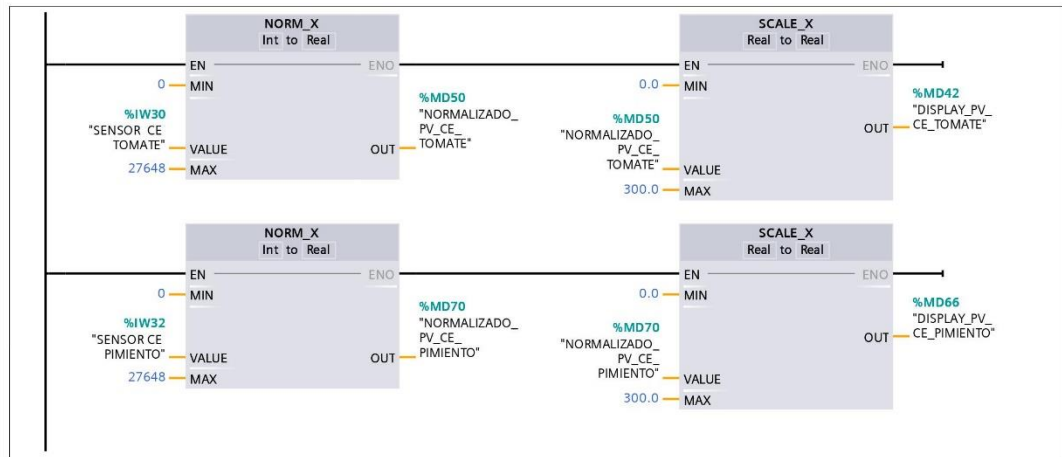 NORM_X
Int to Real
EN
ENO
0
MIN
%IW30
"SENSOR CE
TOMATE"
VALUE
27648
MAX
%MD50
"NORMALIZADO_
PV_CE_
TOMATE"
OUT
SCALE_X
Real to Real
EN
ENO
0.0
MIN
%MD50
"NORMALIZADO_
PV_CE_
TOMATE"
VALUE
300.0
MAX
%MD42
"DISPLAY_PV_
CE_TOMATE"
OUT
NORM_X
Int to Real
EN
ENO
0
MIN
%IW32
"SENSOR CE
PIMIENTO"
VALUE
27648
MAX
%MD70
"NORMALIZADO_
PV_CE_
PIMIENTO"
OUT
SCALE_X
Real to Real
EN
ENO
0.0
MIN
%MD70
"NORMALIZADO_
PV_CE_
PIMIENTO"
VALUE
300.0
MAX
%MD66
"DISPLAY_PV_
CE_PIMIENTO"
OUT